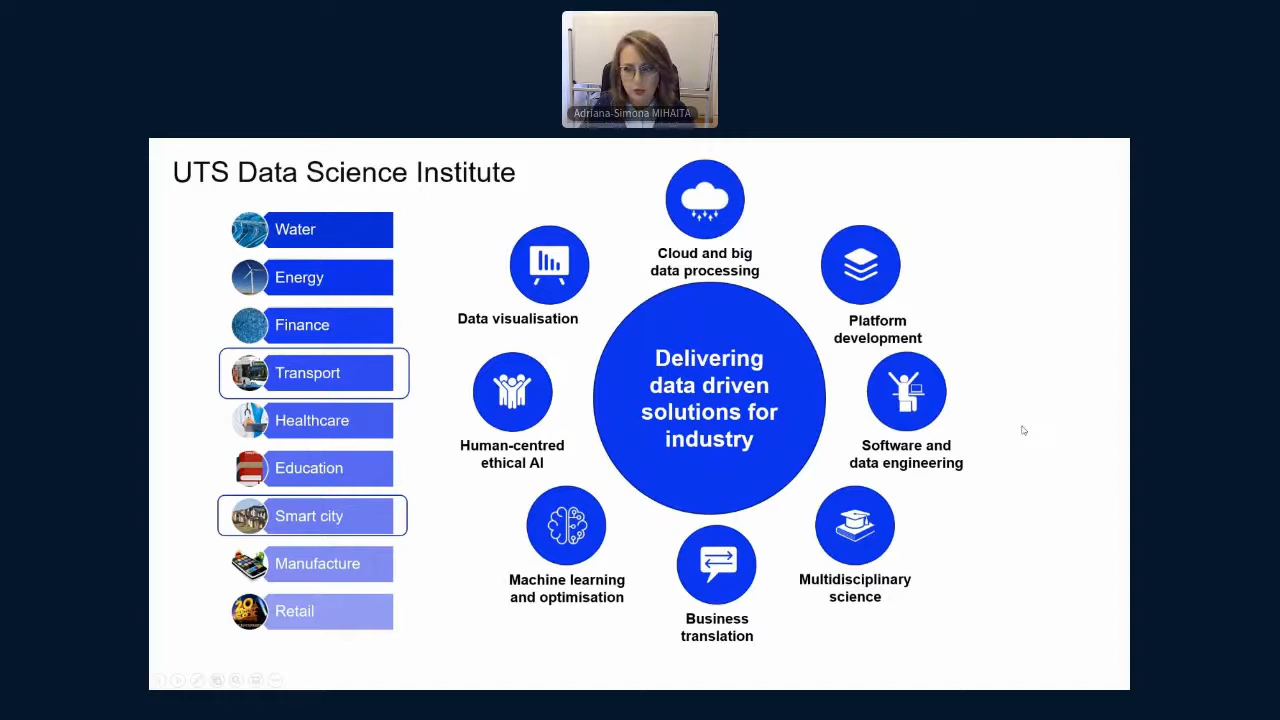 Adriana-Simona MIHAITA
UTS Data Science Institute
Water
Energy
Finance
Transport
Healthcare
Education
Smart city
Manufacture
Retail
Cloud and big
data processing
Data visualisation
Platform
development
Delivering
data driven
solutions for
industry
Human-centred
ethical AI
Software and
data engineering
Machine learning
and optimisation
Multidisciplinary
science
Business
translation